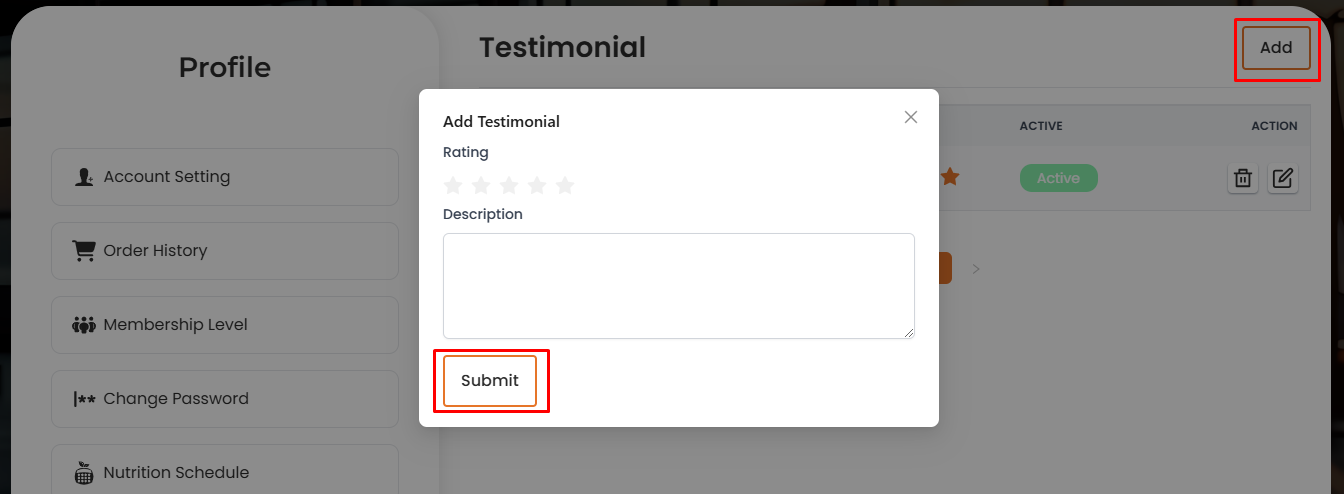 Profile
Account Setting
Order History
Membership Level
Change Password
Nutrition Schedule
Testimonial
Add
ACTIVE
ACTION
Active
Add Testimonial
Rating
Description
Submit